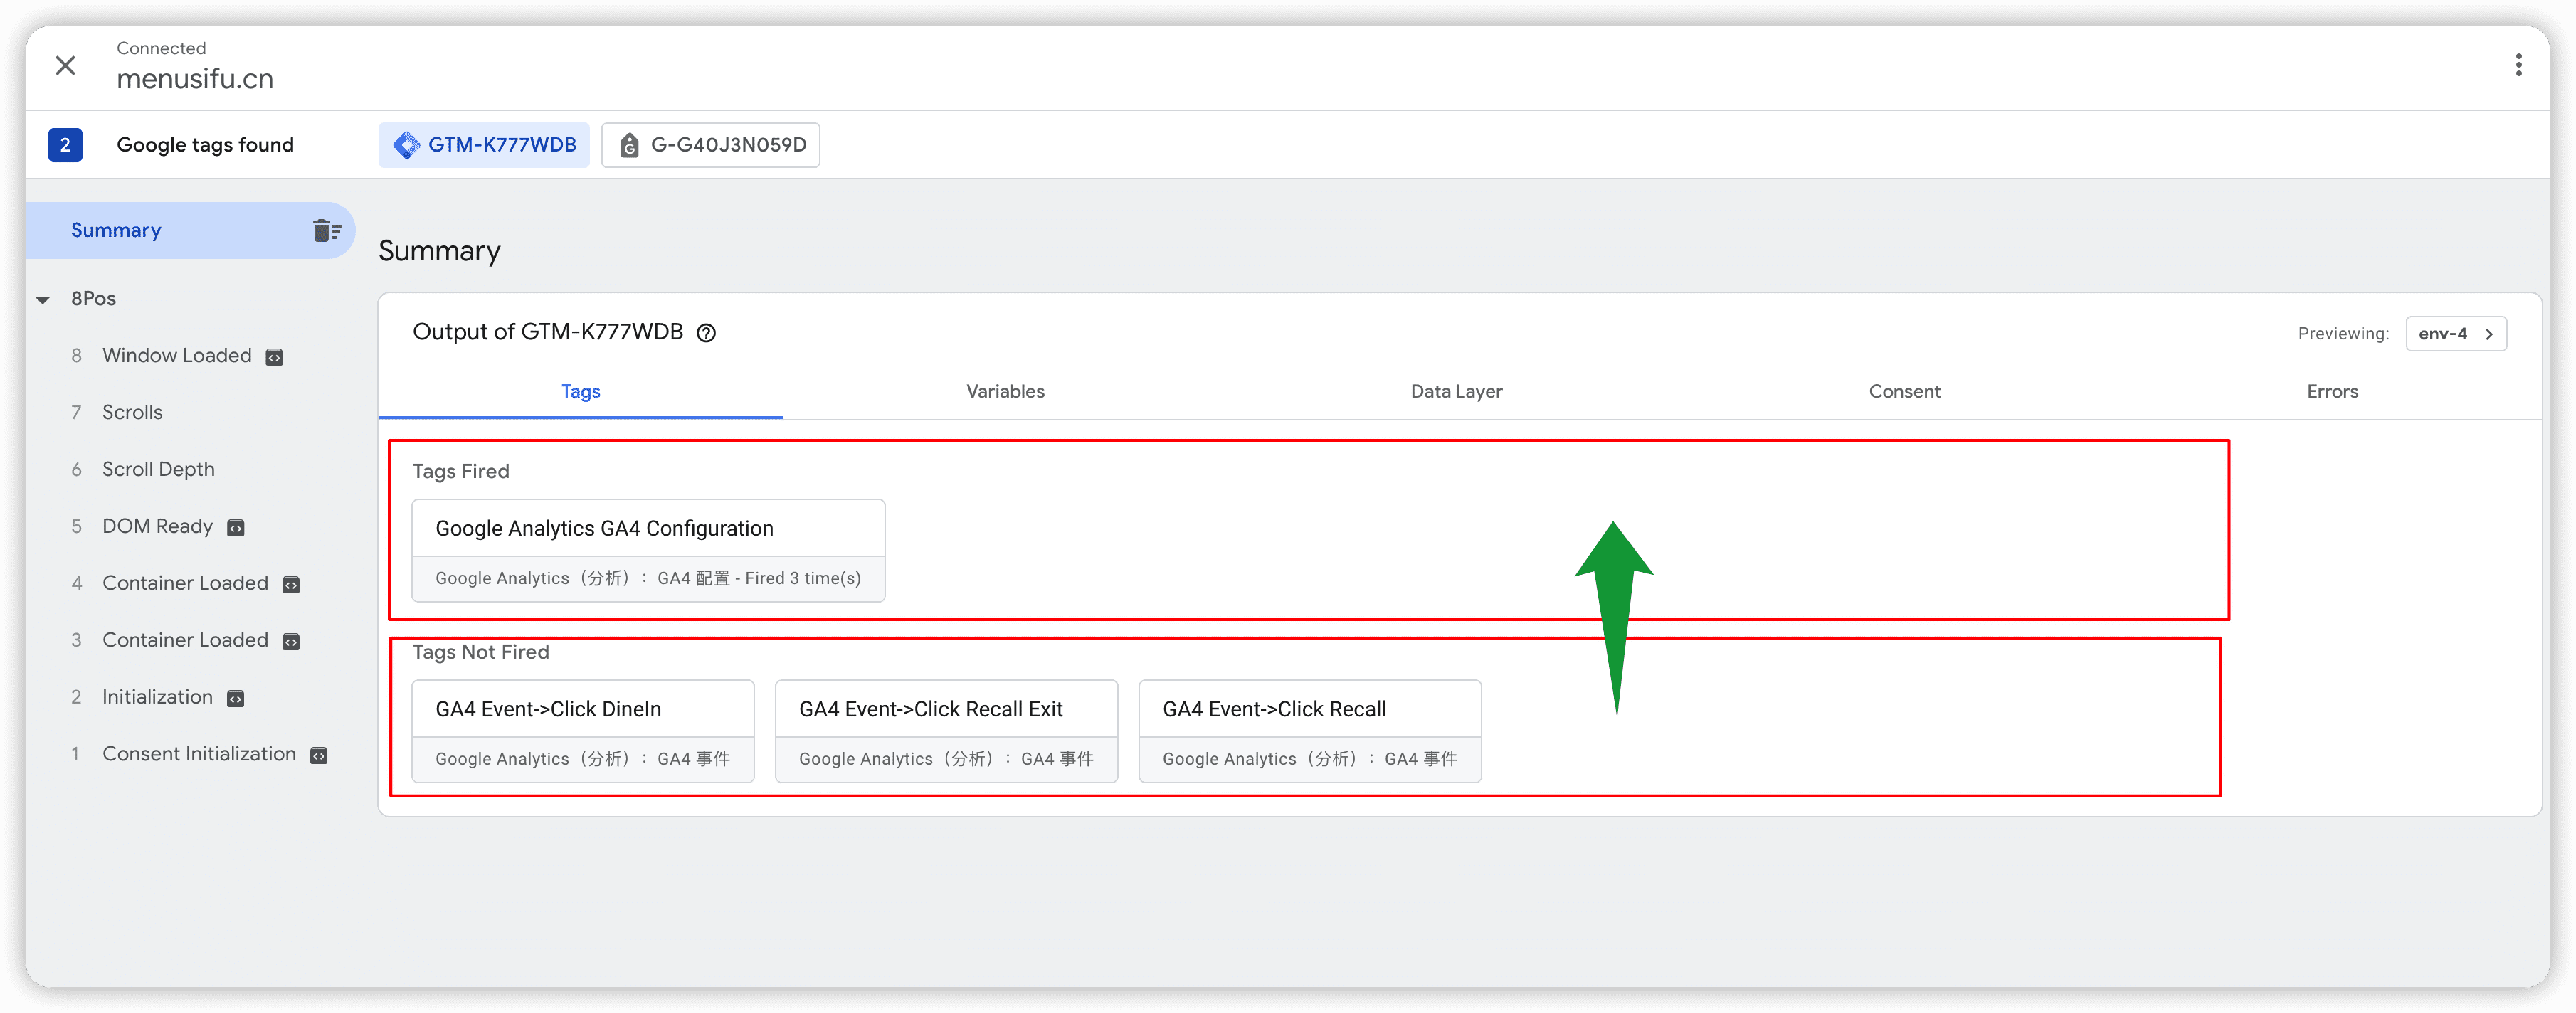 Connected
menusifu.cn
2 Google tags found GTM-K777WDB G-G40J3N059D
Summary
8Pos
8 Window Loaded
7 Scrolls
6 Scroll Depth
5 DOM Ready
4 Container Loaded
3 Container Loaded
2 Initialization
1 Consent Initialization
Summary
Output of GTM-K777WDB
Previewing: env-4
Tags Variables Data Layer Consent Errors
Tags Fired
Google Analytics GA4 Configuration
Google Analytics（分析）： GA4 配置 - Fired 3 time(s)
Tags Not Fired
GA4 Event->Click DineIn
Google Analytics（分析）： GA4 事件
GA4 Event->Click Recall Exit
Google Analytics（分析）： GA4 事件
GA4 Event->Click Recall
Google Analytics（分析）： GA4 事件